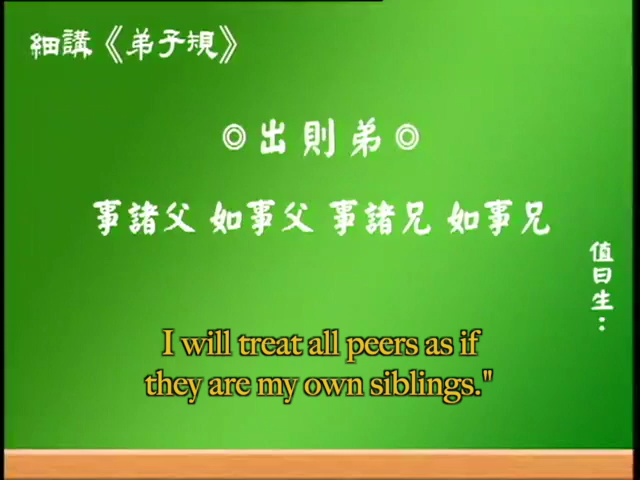 細講《弟子規》
◎出則弟◎
事諸父 如事父 事諸兄 如事兄
值日生：
I will treat all peers as if
they are my own siblings."